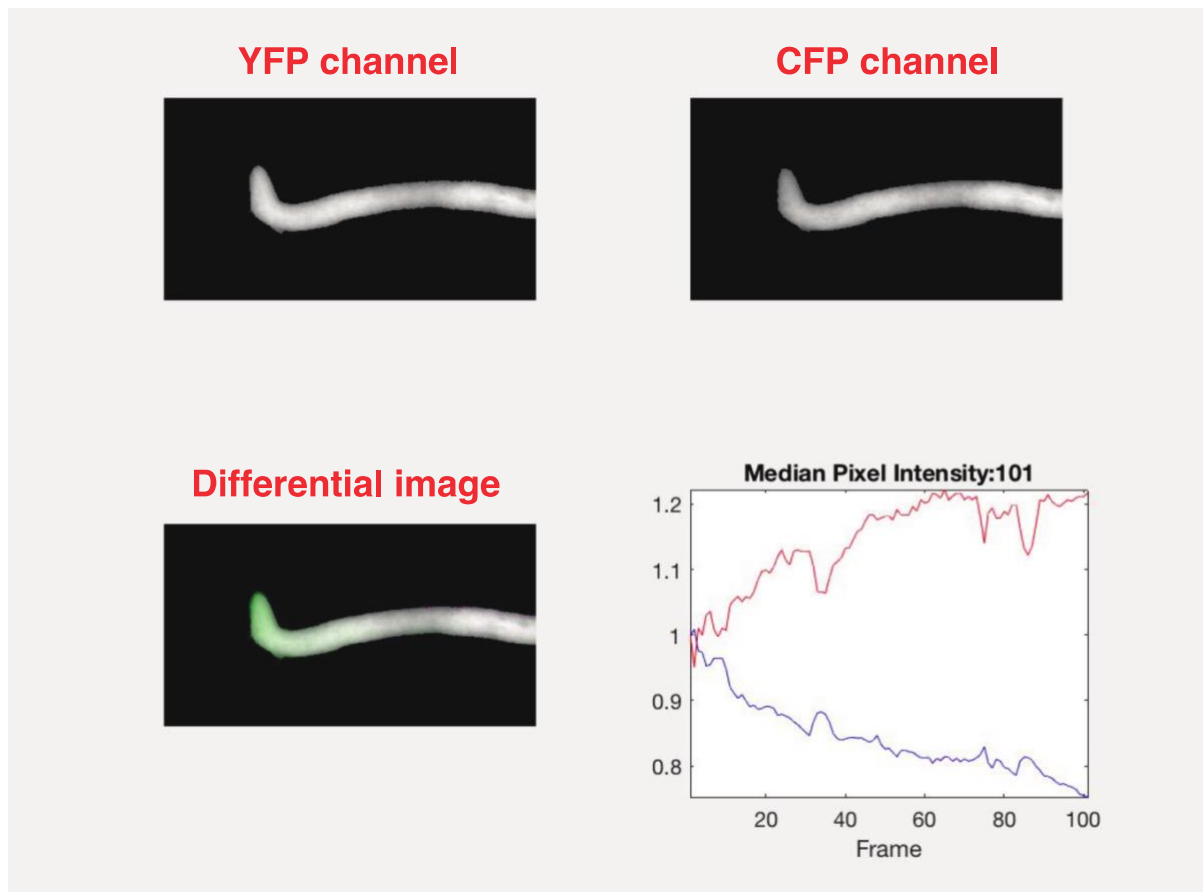 YFP channel
CFP channel
Differential image
Median Pixel Intensity:101
1.2
1.1
1
0.9
0.8
20 40 60 80 100
Frame